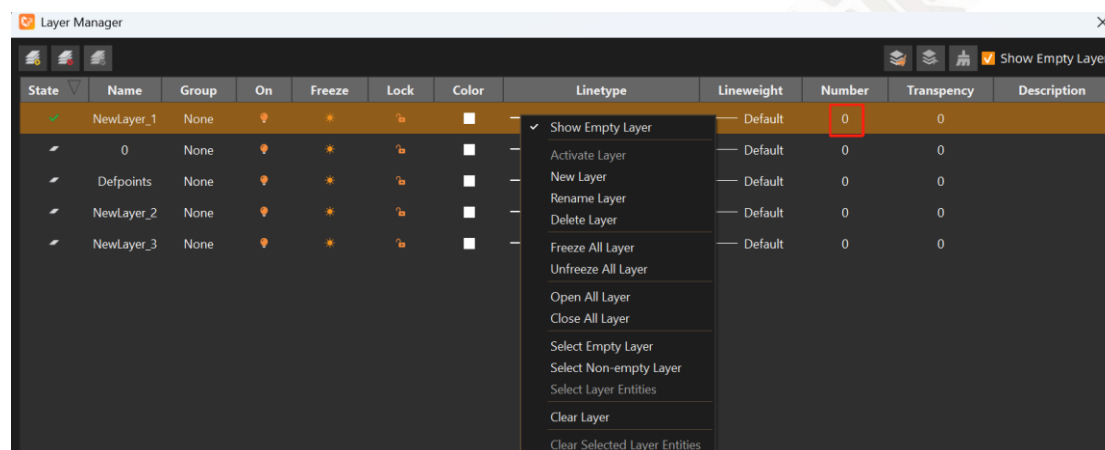 Layer Manager
Show Empty Laye
State Name Group On Freeze Lock Color Linetype Lineweight Number Transpency Description
NewLayer_1 None Default 0 0
0 None Default 0 0
Defpoints None Default 0 0
NewLayer_2 None Default 0 0
NewLayer_3 None Default 0 0
Show Empty Layer
Activate Layer
New Layer
Rename Layer
Delete Layer
Freeze All Layer
Unfreeze All Layer
Open All Layer
Close All Layer
Select Empty Layer
Select Non-empty Layer
Select Layer Entities
Clear Layer
Clear Selected Layer Entities